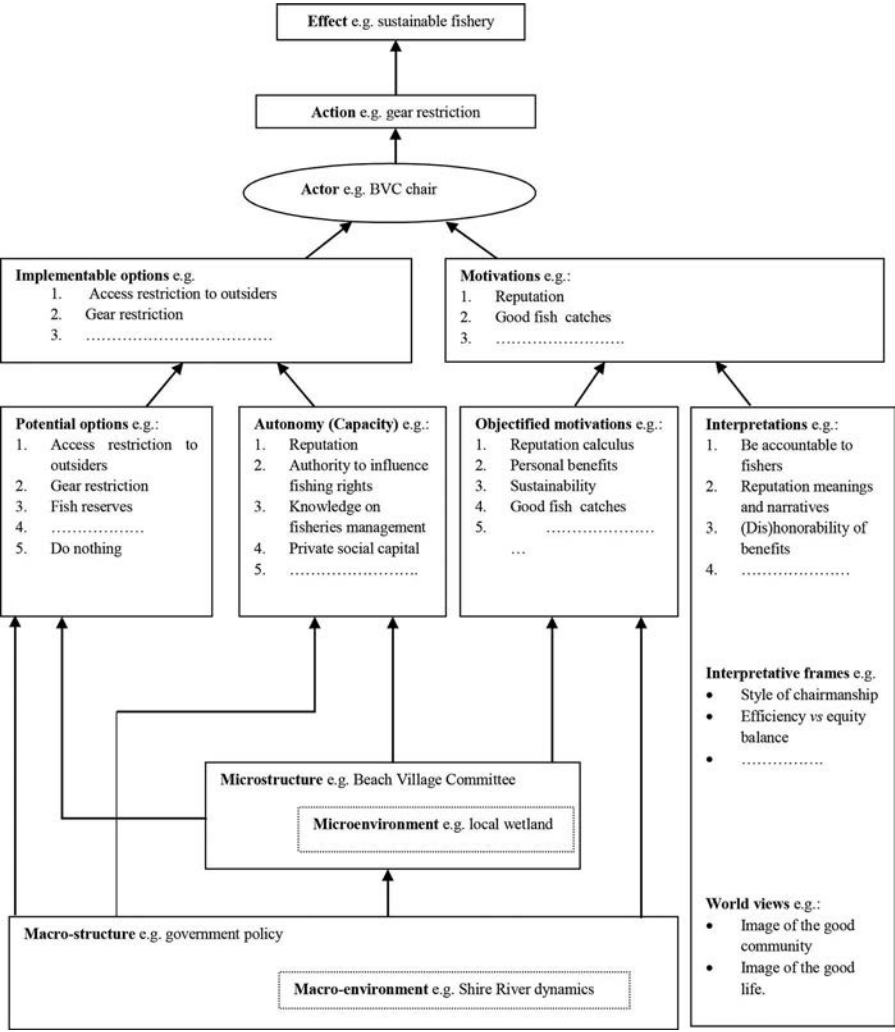 Effect e.g. sustainable fishery
Action e.g. gear restriction
Actor e.g. BVC chair
Implementable options e.g.
1. Access restriction to outsiders
2. Gear restriction
3. ………………………………
Motivations e.g.:
1. Reputation
2. Good fish catches
3. …………………….
Potential options e.g.:
1. Access restriction to
outsiders
2. Gear restriction
3. Fish reserves
4. ………………
5. Do nothing
Autonomy (Capacity) e.g.:
1. Reputation
2. Authority to influence
fishing rights
3. Knowledge on
fisheries management
4. Private social capital
5. …………………….
Objectified motivations e.g.:
1. Reputation calculus
2. Personal benefits
3. Sustainability
4. Good fish catches
5. …………………
…
Interpretations e.g.:
1. Be accountable to
fishers
2. Reputation meanings
and narratives
3. (Dis)honorability of
benefits
4. …………………
Interpretative frames e.g.
• Style of chairmanship
• Efficiency vs equity
balance
• …………….
World views e.g.:
• Image of the good
community
• Image of the good
life.
Microstructure e.g. Beach Village Committee
Microenvironment e.g. local wetland
Macro-structure e.g. government policy
Macro-environment e.g. Shire River dynamics